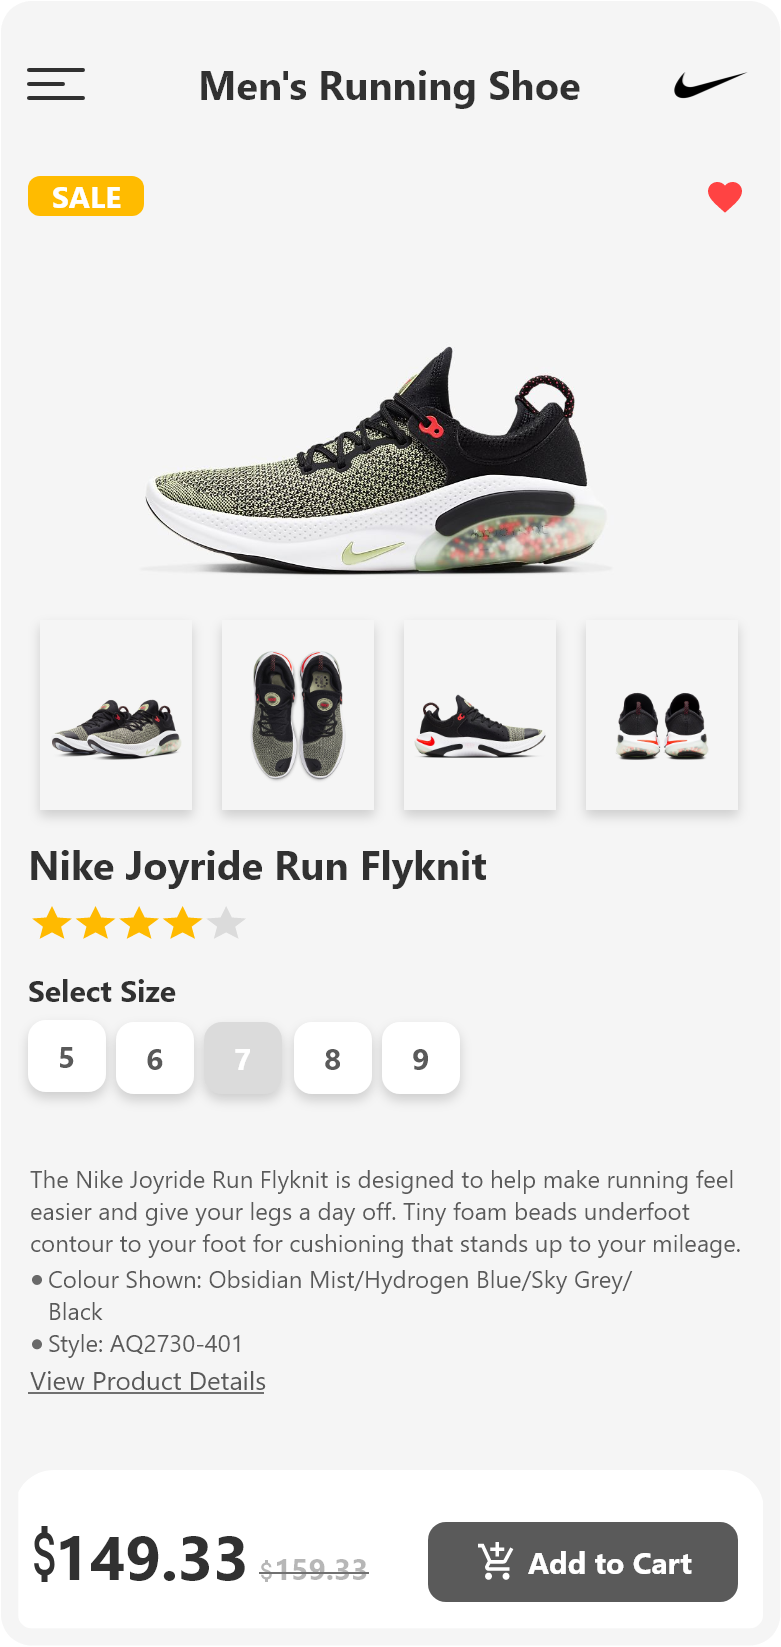 Men's Running Shoe
SALE
Nike Joyride Run Flyknit
Select Size
5 6 7 8 9
The Nike Joyride Run Flyknit is designed to help make running feel
easier and give your legs a day off. Tiny foam beads underfoot
contour to your foot for cushioning that stands up to your mileage.
• Colour Shown: Obsidian Mist/Hydrogen Blue/Sky Grey/
Black
• Style: AQ2730-401
View Product Details
$149.33 $159.33 Add to Cart